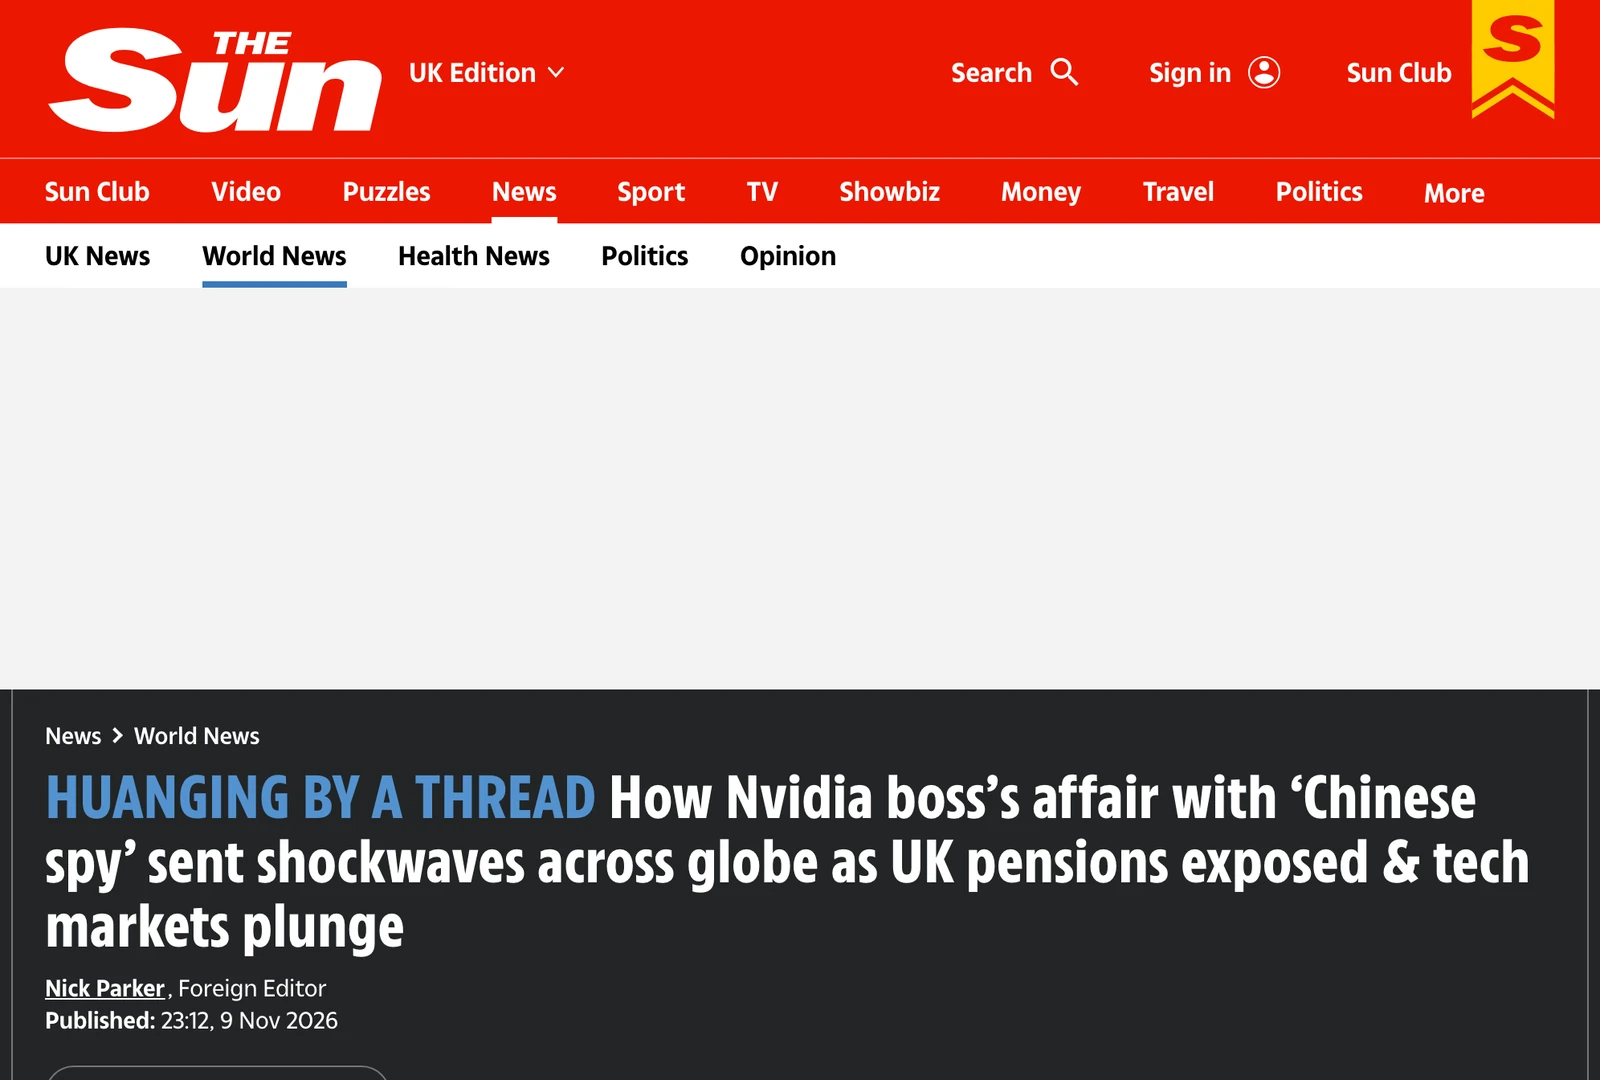 THE
Sun
UK Edition
Search
Sign in
Sun Club
S
Sun Club Video Puzzles News Sport TV Showbiz Money Travel Politics More
UK News World News Health News Politics Opinion
News > World News
HUANGING BY A THREAD How Nvidia boss’s affair with ‘Chinese
spy’ sent shockwaves across globe as UK pensions exposed & tech
markets plunge
Nick Parker, Foreign Editor
Published: 23:12, 9 Nov 2026